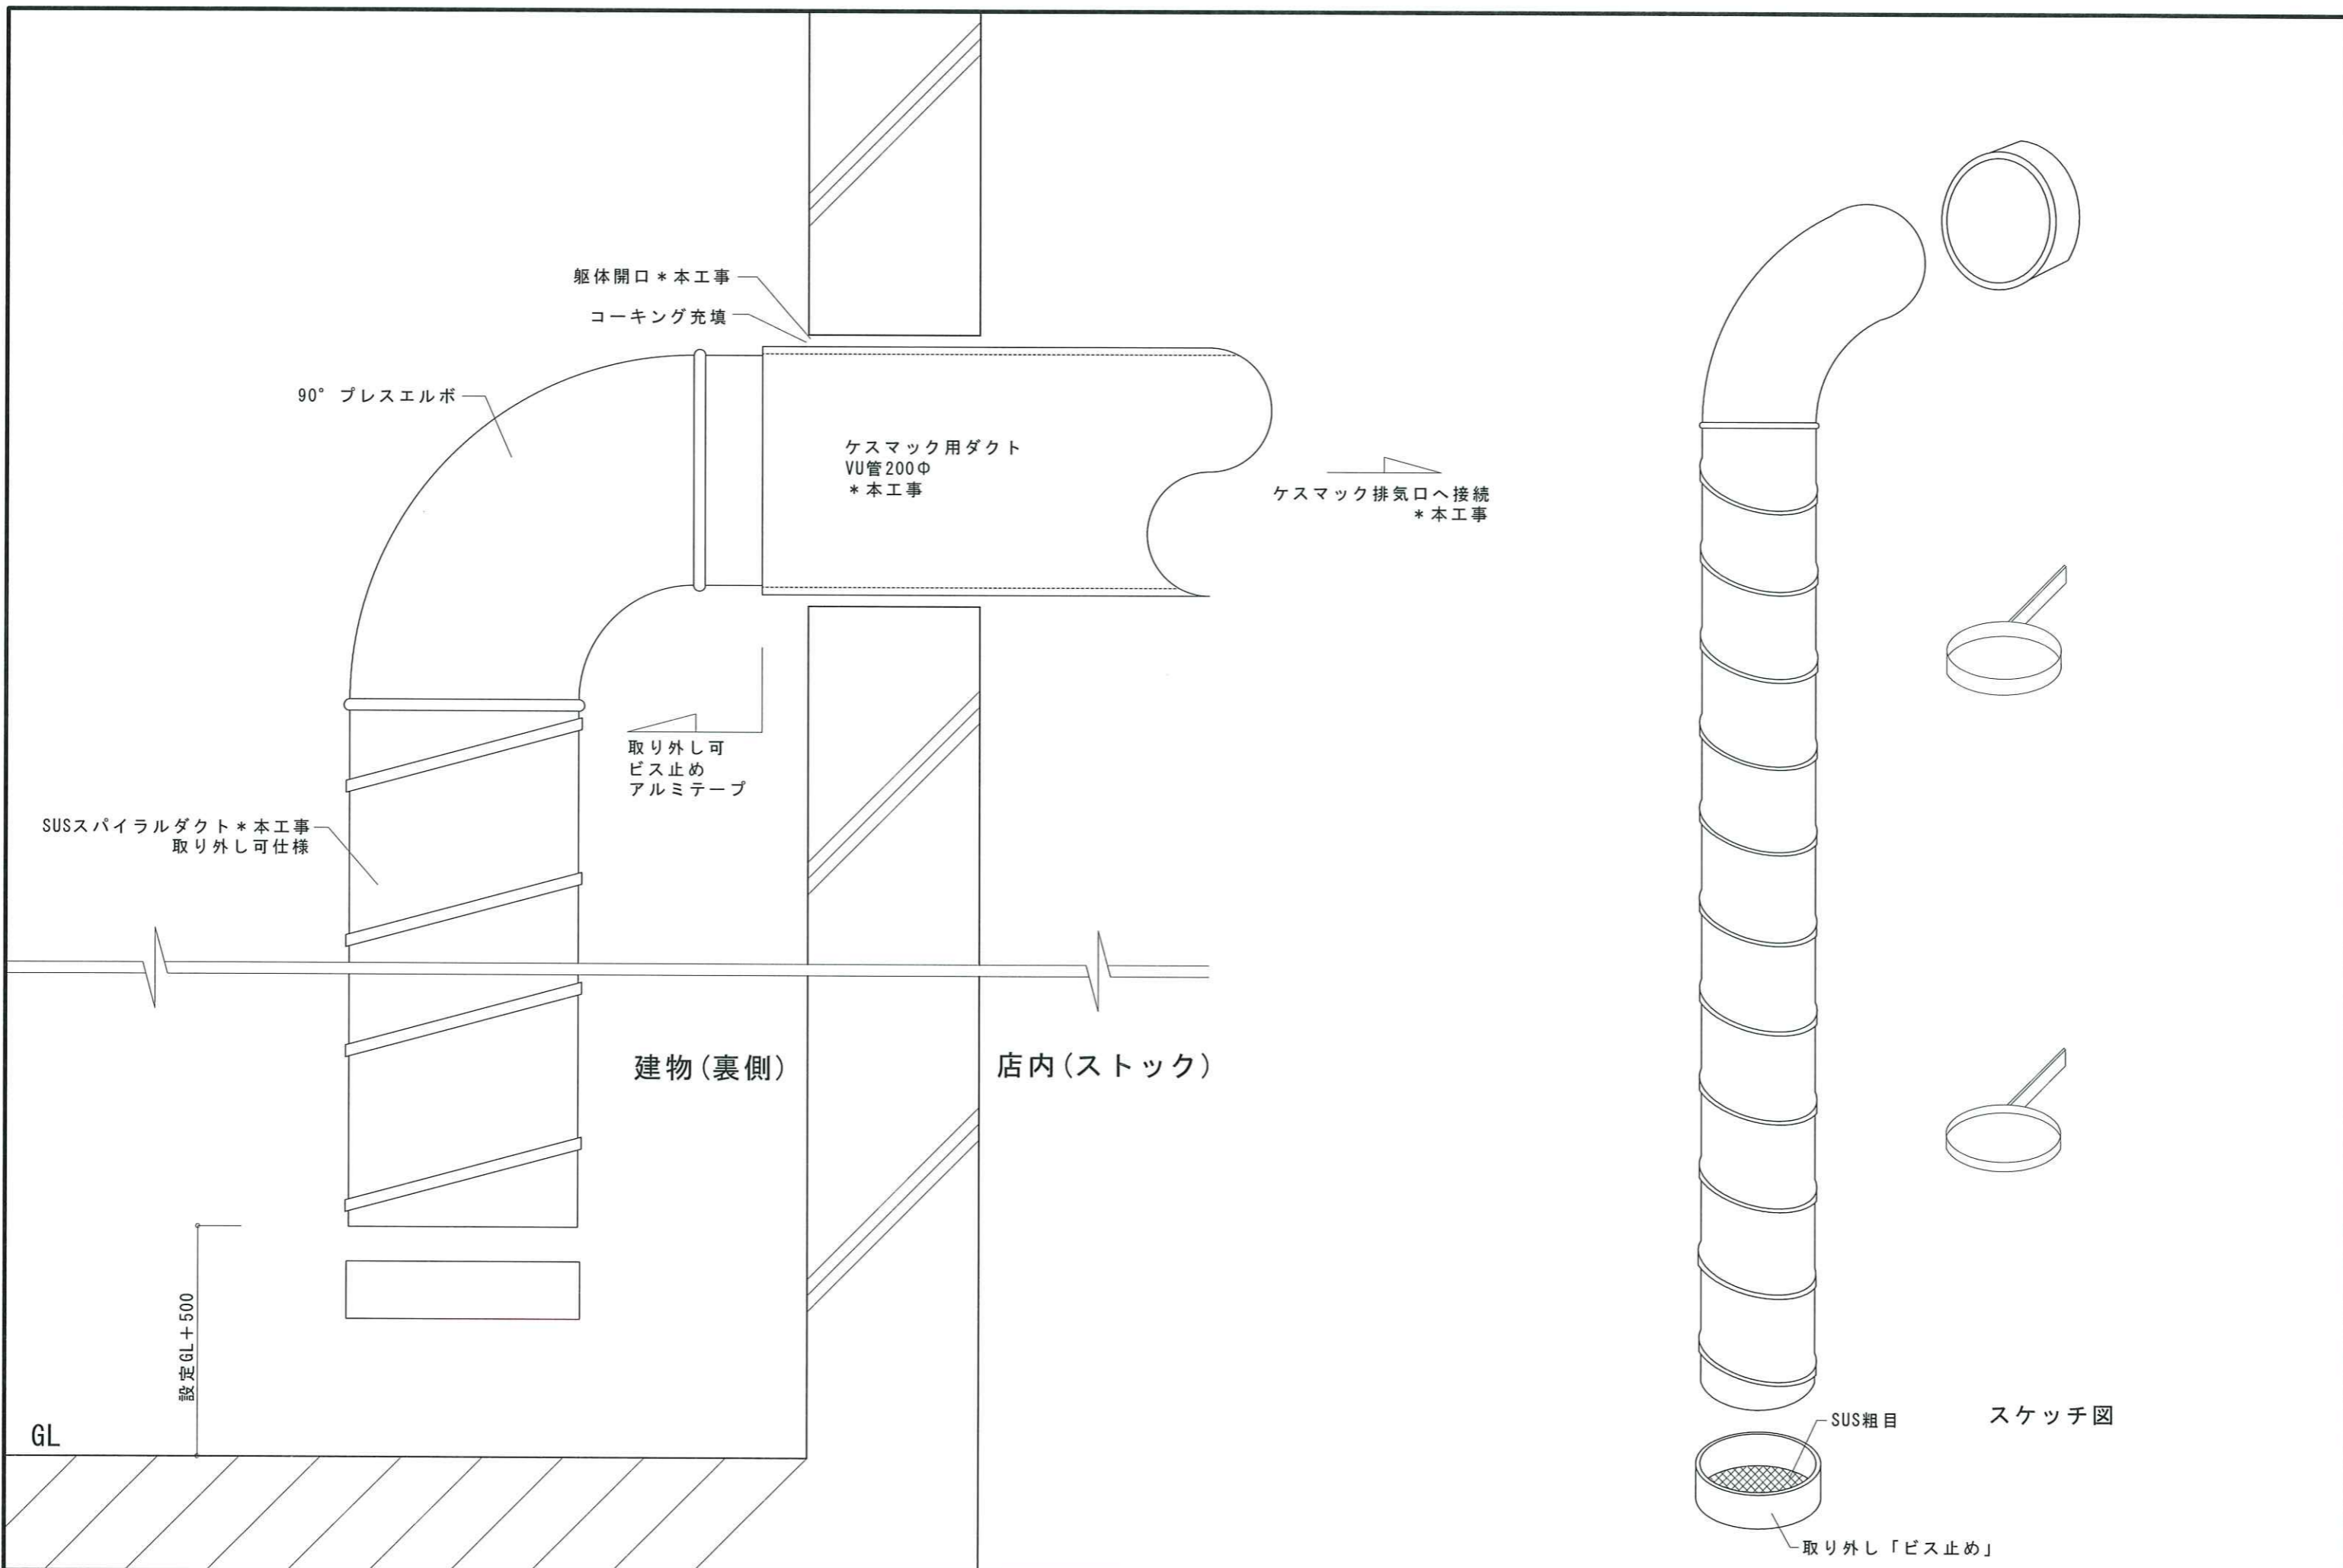 躯体開口*本工事
コーキング充填
90° プレスエルボ
ケスマック用ダクト
VU管200Φ
*本工事
ケスマック排気口へ接続
*本工事
取り外し可
ビス止め
アルミテープ
SUSスパイラルダクト*本工事
取り外し可仕様
建物(裏側)
店内(ストック)
設定GL+500
GL
SUS粗目
スケッチ図
取り外し「ビス止め」